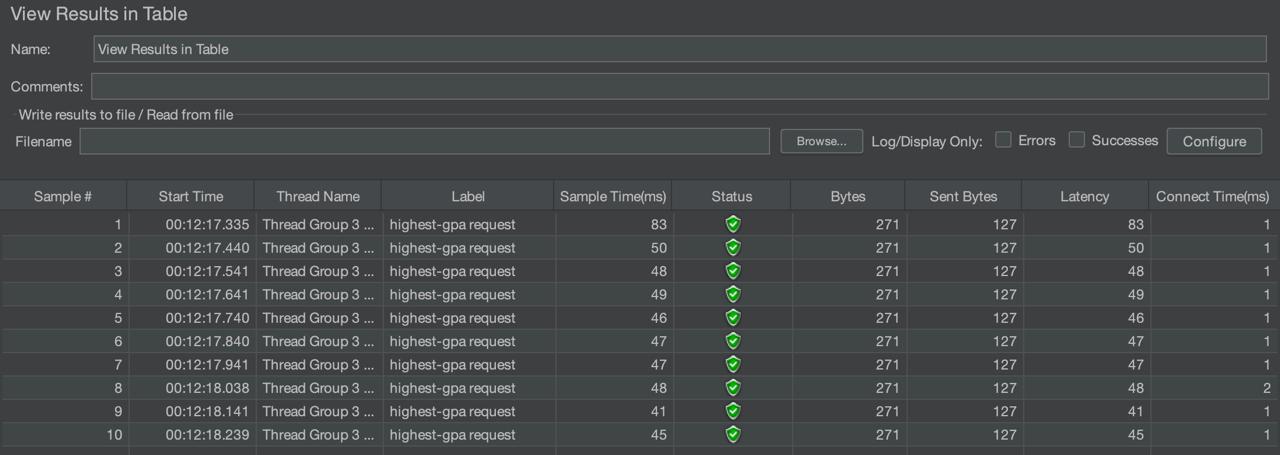 View Results in Table
Name: View Results in Table
Comments:
Write results to file / Read from file
Filename Browse... Log/Display Only: Errors Successes Configure
Sample # Start Time Thread Name Label Sample Time(ms) Status Bytes Sent Bytes Latency Connect Time(ms)
1 00:12:17.335 Thread Group 3 ... highest-gpa request 83 271 127 83 1
2 00:12:17.440 Thread Group 3 ... highest-gpa request 50 271 127 50 1
3 00:12:17.541 Thread Group 3 ... highest-gpa request 48 271 127 48 1
4 00:12:17.641 Thread Group 3 ... highest-gpa request 49 271 127 49 1
5 00:12:17.740 Thread Group 3 ... highest-gpa request 46 271 127 46 1
6 00:12:17.840 Thread Group 3 ... highest-gpa request 47 271 127 47 1
7 00:12:17.941 Thread Group 3 ... highest-gpa request 47 271 127 47 1
8 00:12:18.038 Thread Group 3 ... highest-gpa request 48 271 127 48 2
9 00:12:18.141 Thread Group 3 ... highest-gpa request 41 271 127 41 1
10 00:12:18.239 Thread Group 3 ... highest-gpa request 45 271 127 45 1